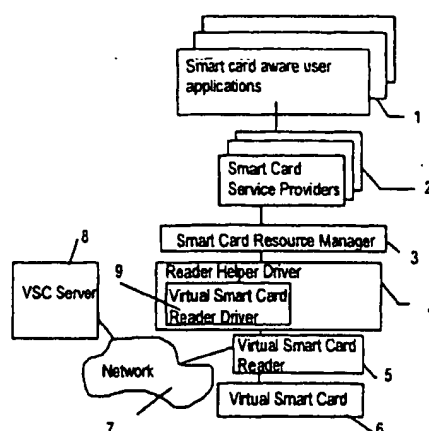 Smart card aware user
applications
1
Smart Card
Service Providers
2
Smart Card Resource Manager
3
8
VSC Server
9
Reader Helper Driver
Virtual Smart Card
Reader Driver
Virtual Smart Card
Reader
5
Network
Virtual Smart Card
7
6